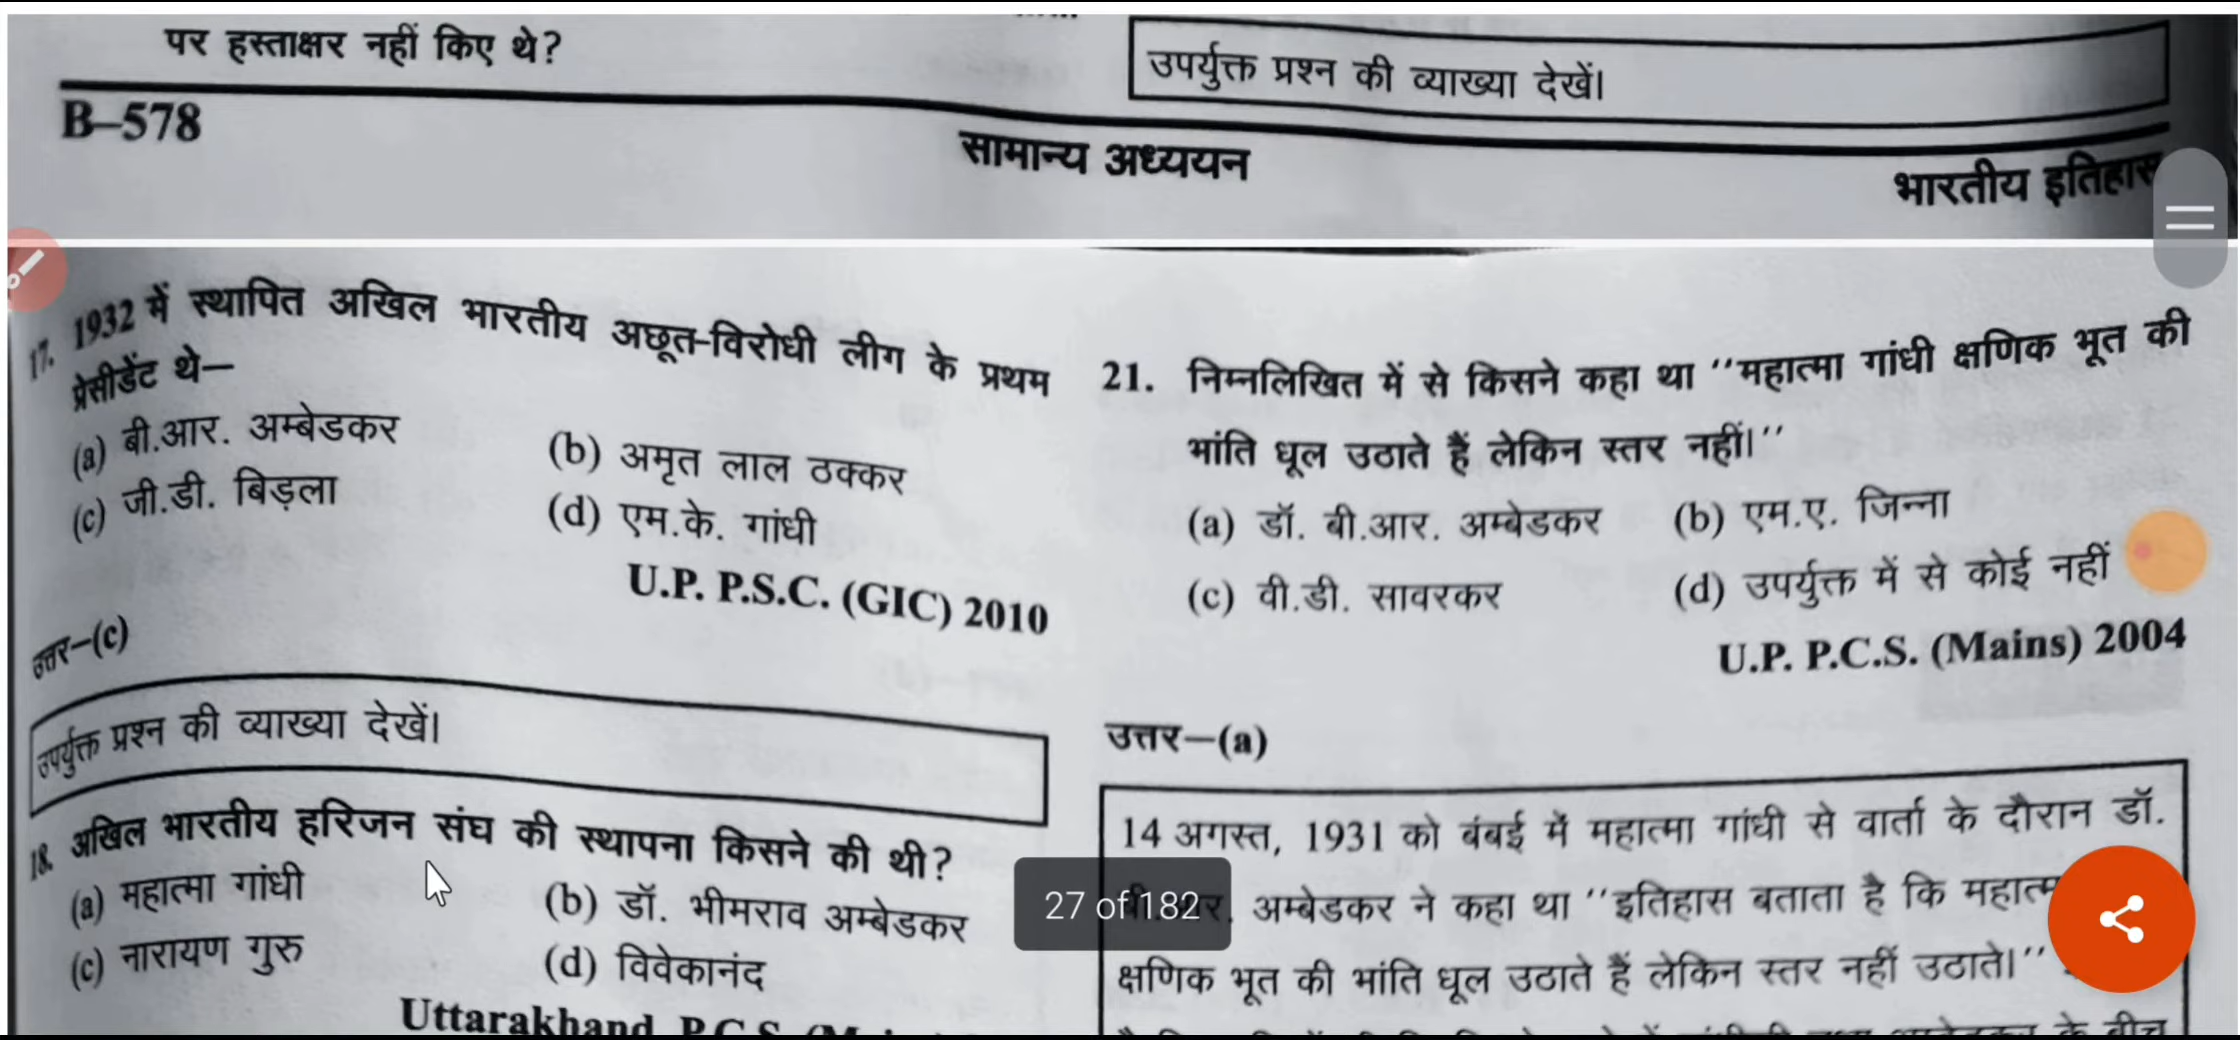 पर हस्ताक्षर नहीं किए थे?
उपर्युक्त प्रश्न की व्याख्या देखें।
B–578
सामान्य अध्ययन
भारतीय इतिहास
17. 1932 में स्थापित अखिल भारतीय अछूत-विरोधी लीग के प्रथम
प्रेसीडेंट थे–
(a) बी.आर. अम्बेडकर
(b) अमृत लाल ठक्कर
(c) जी.डी. बिड़ला
(d) एम.के. गांधी
U.P. P.S.C. (GIC) 2010
उत्तर–(c)
उपर्युक्त प्रश्न की व्याख्या देखें।
18. अखिल भारतीय हरिजन संघ की स्थापना किसने की थी?
(a) महात्मा गांधी
(b) डॉ. भीमराव अम्बेडकर
(c) नारायण गुरु
(d) विवेकानंद
Uttarakhand P.C.S.
21. निम्नलिखित में से किसने कहा था ''महात्मा गांधी क्षणिक भूत की
भांति धूल उठाते हैं लेकिन स्तर नहीं।''
(a) डॉ. बी.आर. अम्बेडकर (b) एम.ए. जिन्ना
(c) वी.डी. सावरकर (d) उपर्युक्त में से कोई नहीं
U.P. P.C.S. (Mains) 2004
उत्तर–(a)
14 अगस्त, 1931 को बंबई में महात्मा गांधी से वार्ता के दौरान डॉ.
अम्बेडकर ने कहा था ''इतिहास बताता है कि
क्षणिक भूत की भांति धूल उठाते हैं लेकिन स्तर नहीं उठाते।''
27 of 182